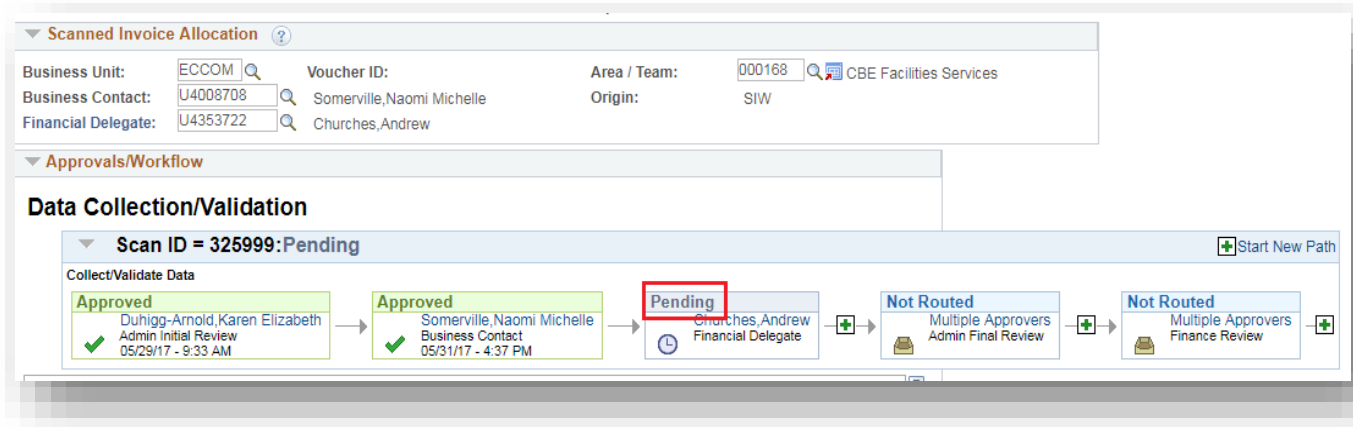 Scanned Invoice Allocation ?
Business Unit: ECCOM Voucher ID: Area / Team: 000168 CBE Facilities Services
Business Contact: U4008708 Somerville,Naomi Michelle Origin: SIW
Financial Delegate: U4353722 Churches,Andrew
Approvals/Workflow
Data Collection/Validation
Scan ID = 325999:Pending Start New Path
Collect/Validate Data
Approved
Duhigg-Arnold,Karen Elizabeth
Admin Initial Review
05/29/17 - 9:33 AM
Approved
Somerville,Naomi Michelle
Business Contact
05/31/17 - 4:37 PM
Pending
Churches,Andrew
Financial Delegate
Not Routed
Multiple Approvers
Admin Final Review
Not Routed
Multiple Approvers
Finance Review